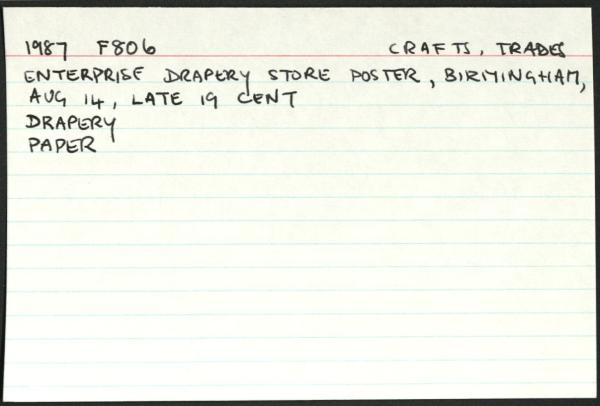 1987 F806 CRAFTS, TRADES
ENTERPRISE DRAPERY STORE POSTER, BIRMINGHAM,
AUG 14, LATE 19 CENT
DRAPERY
PAPER